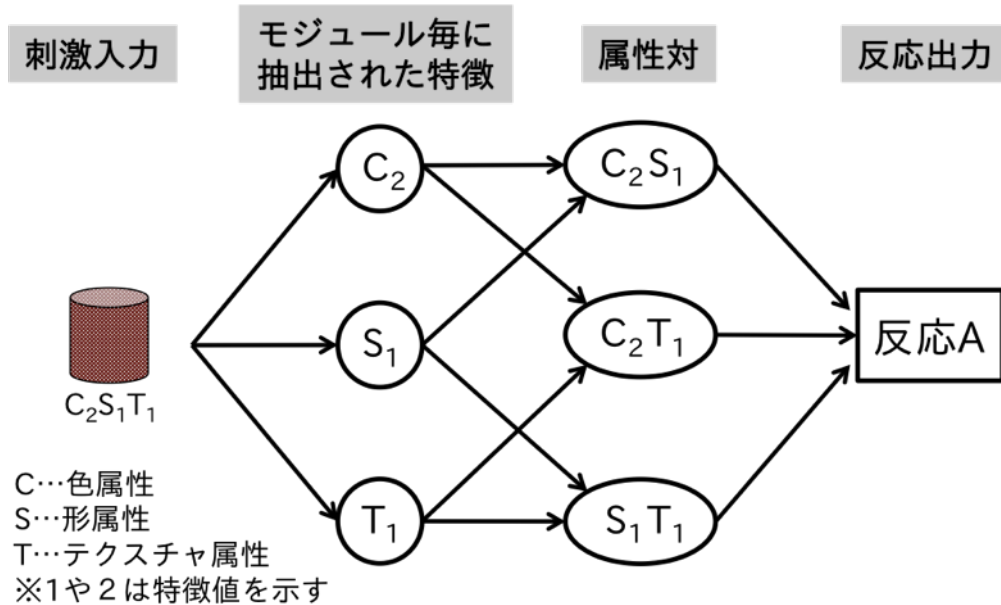 刺激入力
モジュール毎に
抽出された特徴
属性対
反応出力
C₂
C₂S₁
S₁
C₂T₁
反応A
C₂S₁T₁
T₁
S₁T₁
C…色属性
S…形属性
T…テクスチャ属性
※1や2は特徴値を示す